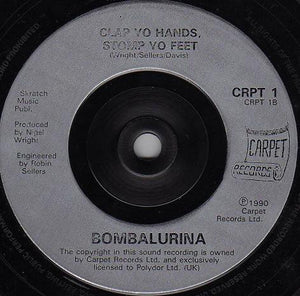 CLAP YO HANDS,
STOMP YO FEET
(Wright/Sellers/Davis)
CRPT 1
CRPT 1B
Skratch
Music
Publ.
Produced
by Nigel
Wright
Engineered
by Robin
Sellers
CARPET
RECORDS
℗ 1990
Carpet
Records Ltd.
BOMBALURINA
The copyright in this sound recording is owned
by Carpet Records Ltd. and exclusively
licensed to Polydor Ltd. (UK)